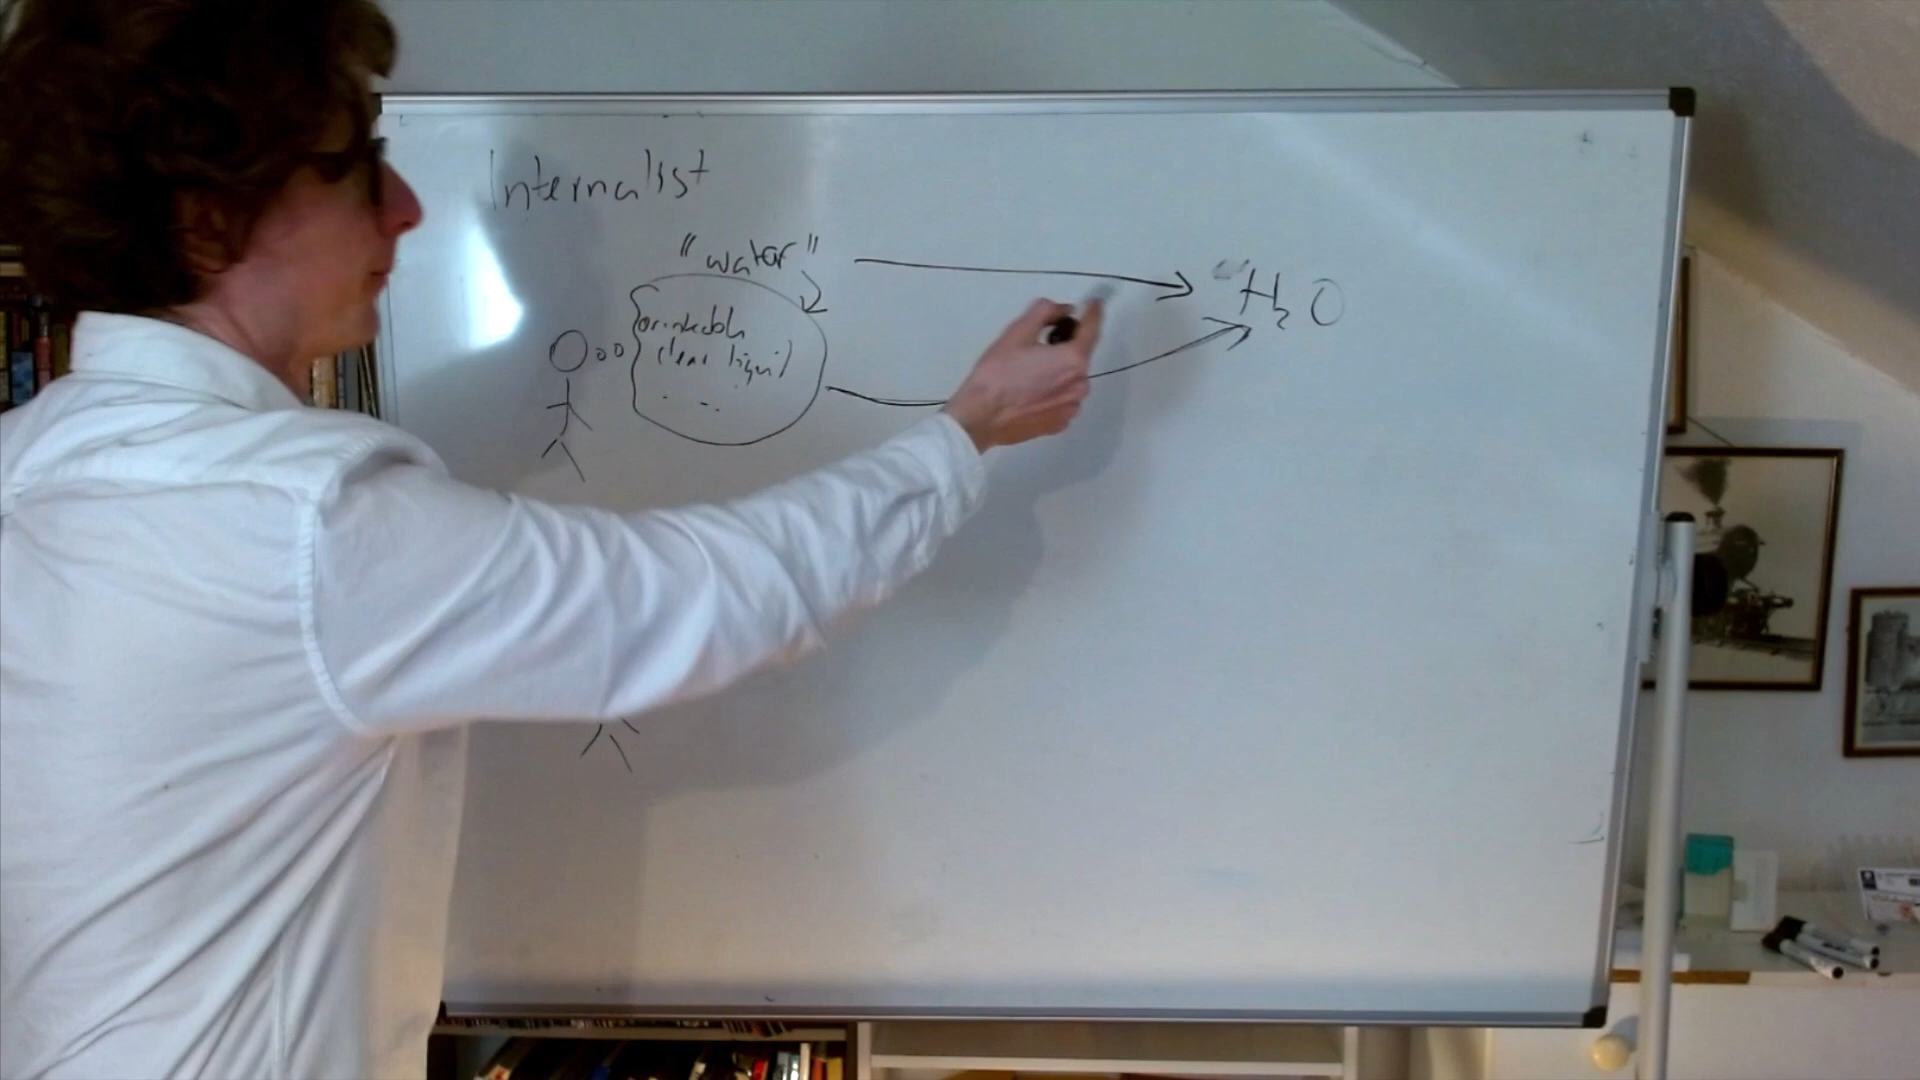 Internalist
"water"
H₂O
drinkable
clear liquid
. . -.